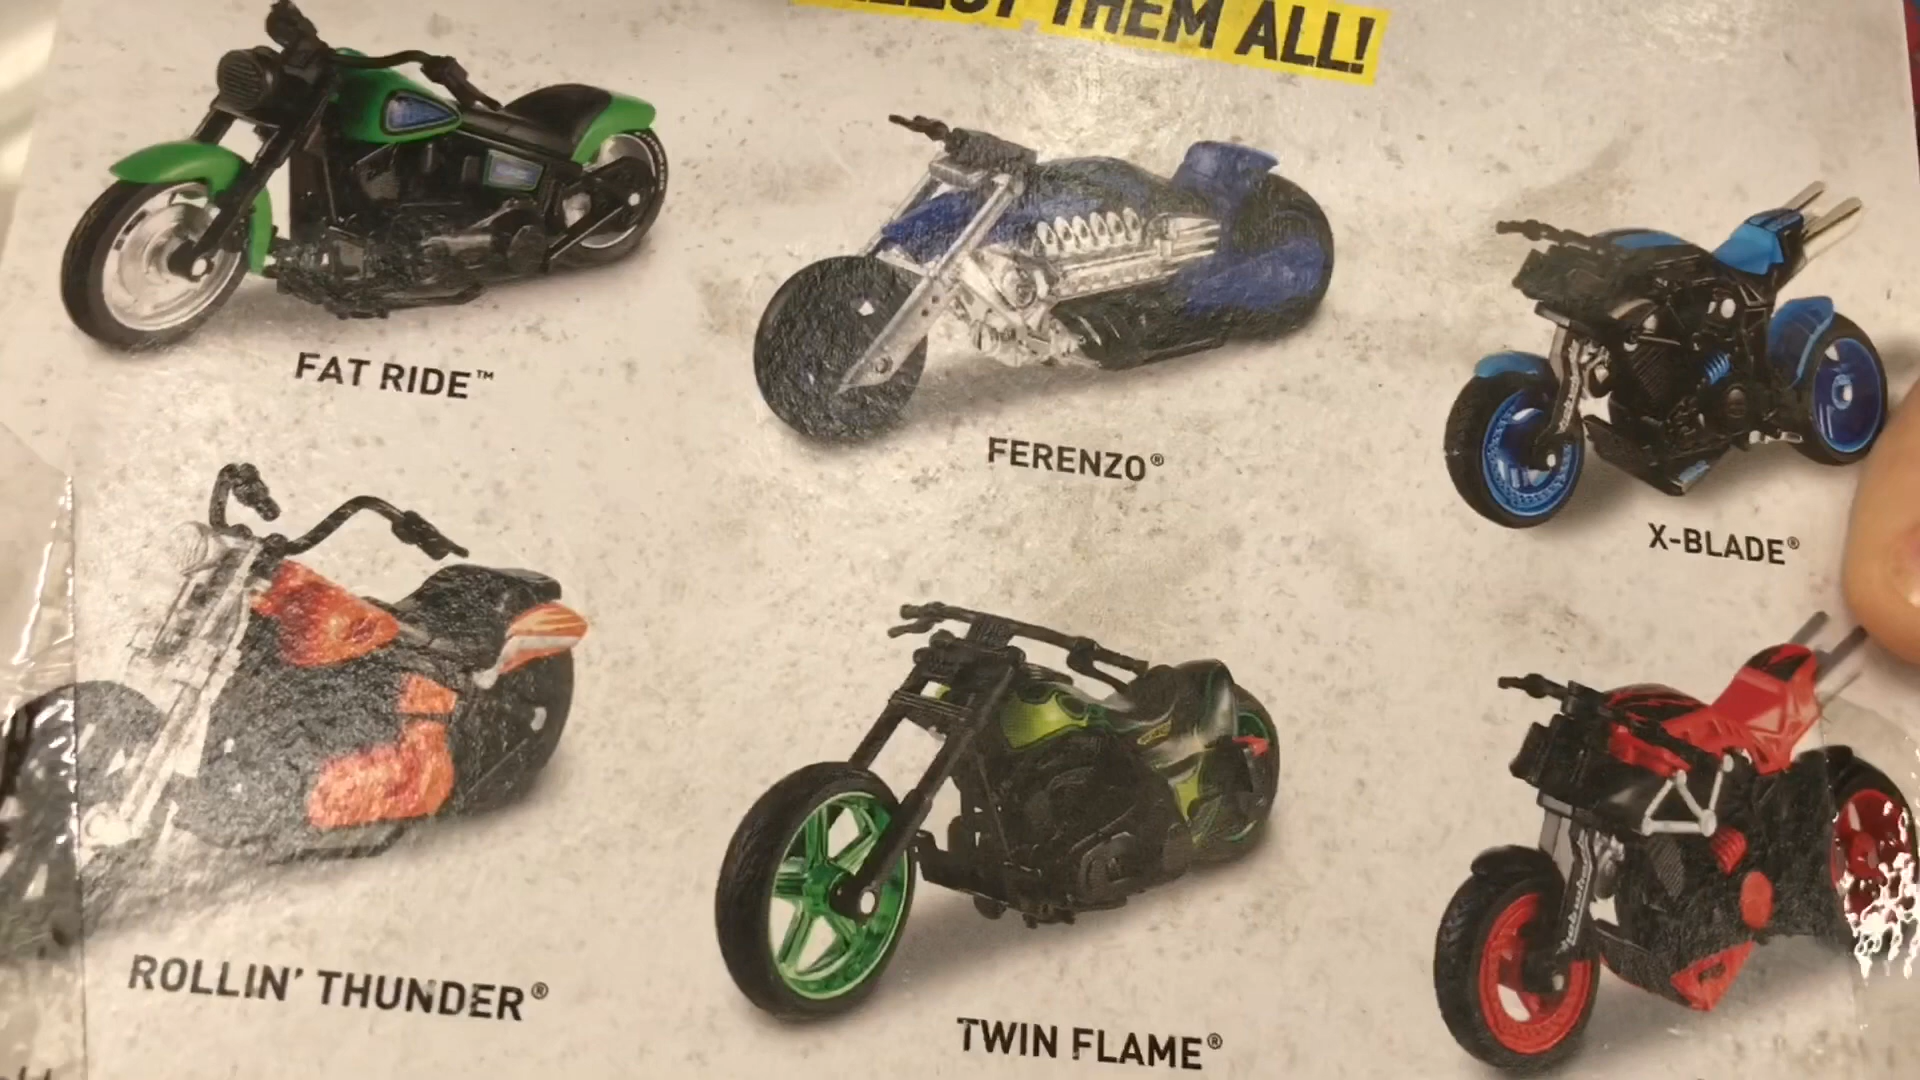 THEM ALL!
FAT RIDE™
FERENZO®
X-BLADE®
ROLLIN' THUNDER®
TWIN FLAME®